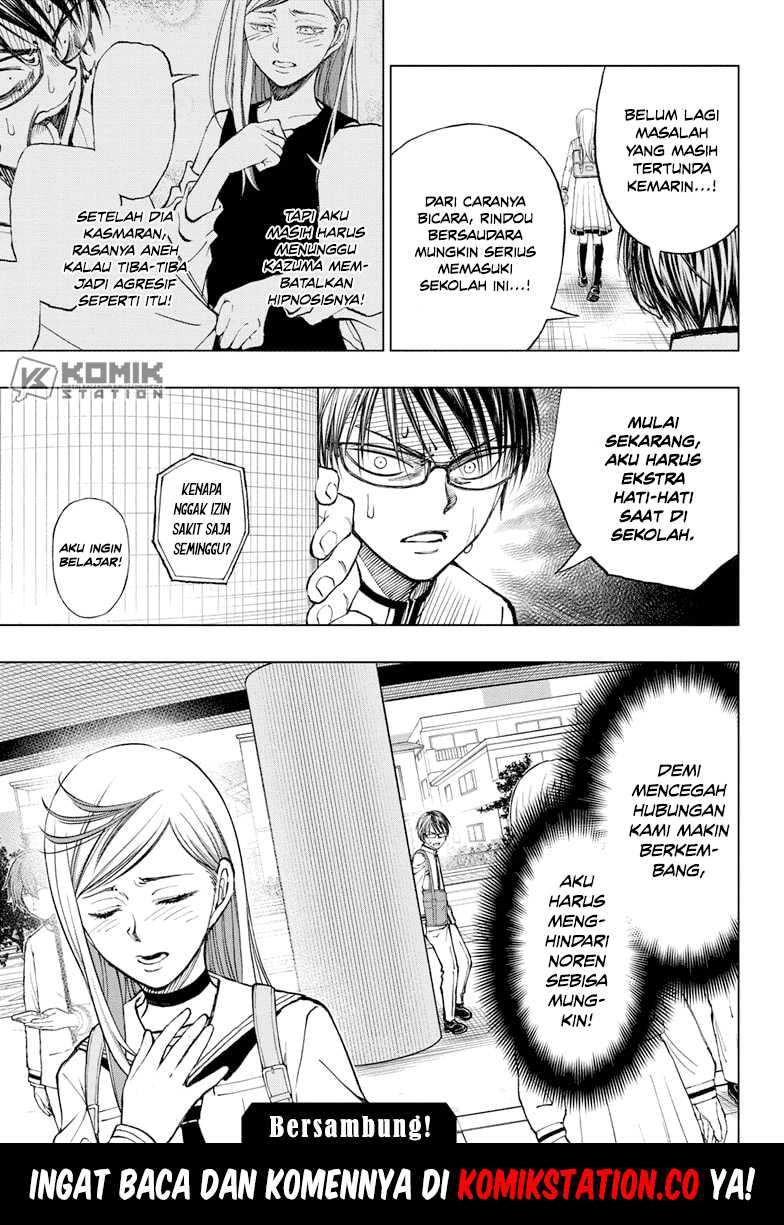 BELUM LAGI
MASALAH
YANG MASIH
TERTUNDA
KEMARIN...!
DARI CARANYA
BICARA, RINDOU
BERSAUDARA
MUNGKIN SERIUS
MEMASUKI
SEKOLAH INI...!
TAPI AKU
MASIH HARUS
MENUNGGU
KAZUMA MEM-
BATALKAN
HIPNOSISNYA!
SETELAH DIA
KASMARAN,
RASANYA ANEH
KALAU TIBA-TIBA
JADI AGRESIF
SEPERTI ITU!
KOMIK
STATION
MULAI
SEKARANG,
AKU HARUS
EKSTRA
HATI-HATI
SAAT DI
SEKOLAH.
KENAPA
NGGAK IZIN
SAKIT SAJA
SEMINGGU?
AKU INGIN
BELAJAR!
DEMI
MENCEGAH
HUBUNGAN
KAMI MAKIN
BERKEM-
BANG,
AKU
HARUS
MENG-
HINDARI
NOREN
SEBISA
MUNG-
KIN!
Bersambung!
INGAT BACA DAN KOMENNYA DI KOMIKSTATION.CO YA!